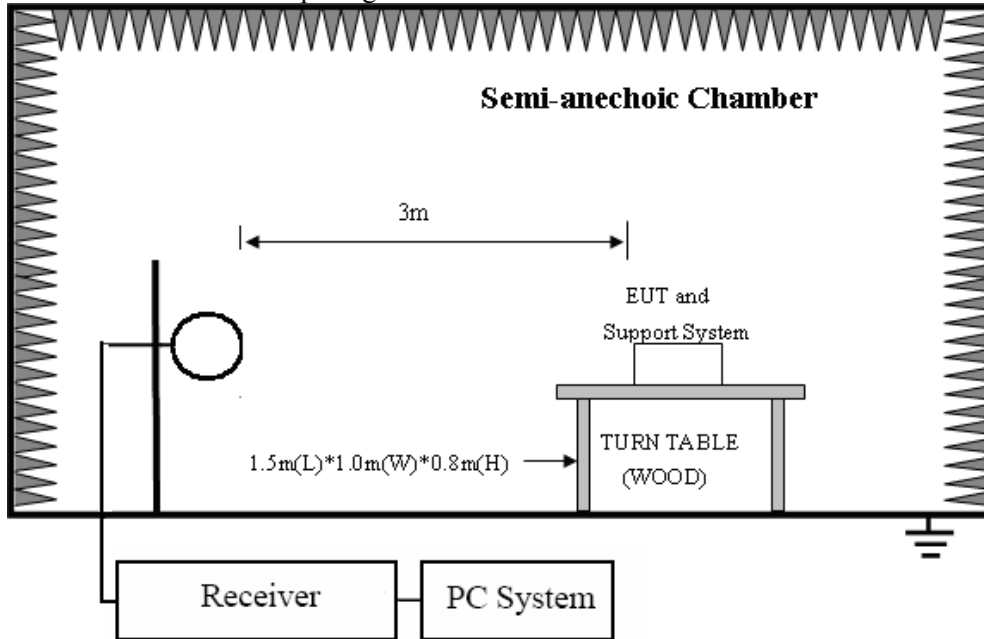 Semi-anechoic Chamber
3m
EUT and
Support System
1.5m(L)*1.0m(W)*0.8m(H)
TURN TABLE
(WOOD)
Receiver
PC System